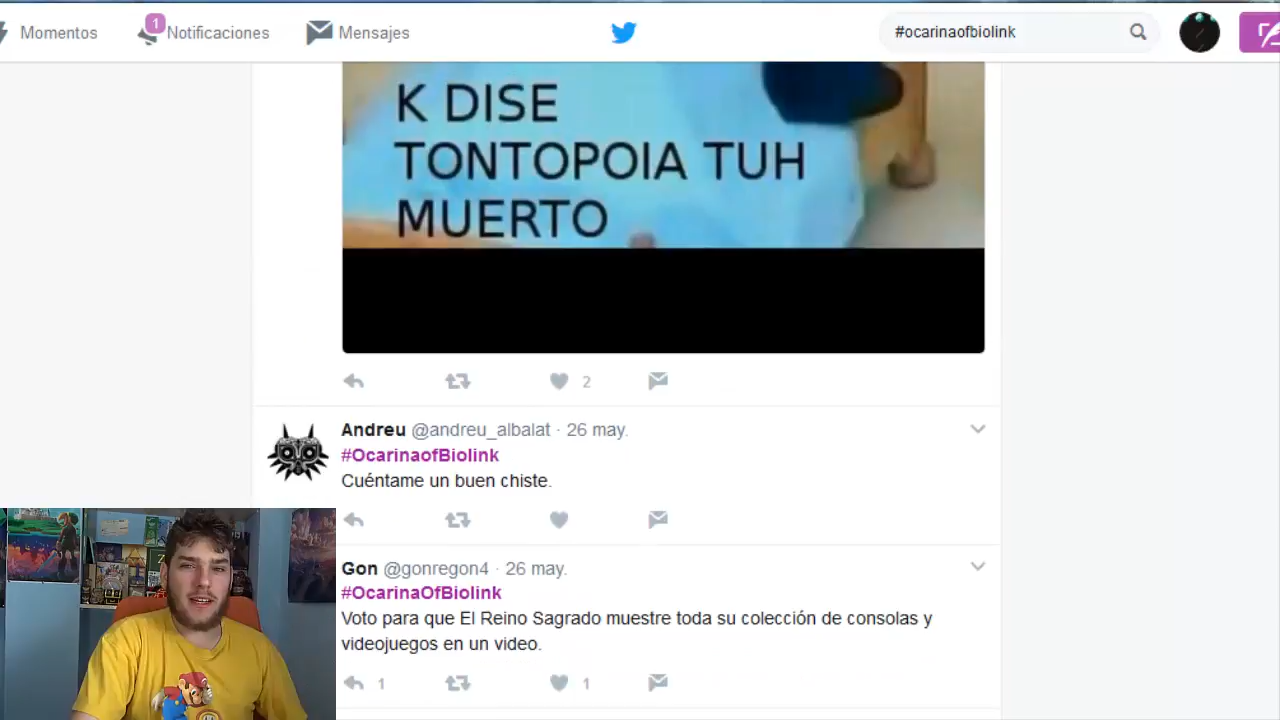 Momentos
1
Notificaciones
Mensajes
#ocarinaofbiolink
K DISE
TONTOPOIA TUH
MUERTO
2
Andreu @andreu_albalat · 26 may.
#OcarinaofBiolink
Cuéntame un buen chiste.
Gon @gonregon4 · 26 may.
#OcarinaOfBiolink
Voto para que El Reino Sagrado muestre toda su colección de consolas y
videojuegos en un video.
1
1